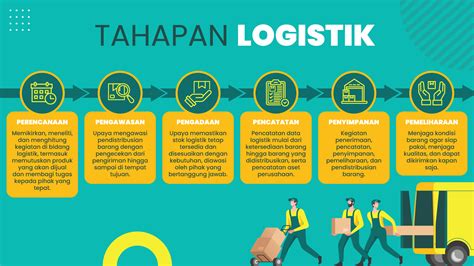 TAHAPAN LOGISTIK
PERENCANAAN
Memikirkan, meneliti,
dan menghitung
kegiatan di bidang
logistik, termasuk
memutuskan produk
yang akan dijual
dan membagi tugas
kepada pihak yang
tepat.
PENGAWASAN
Upaya mengawasi
pendistribusian
barang dengan
pengecekan dari
pengiriman hingga
sampai di tempat
tujuan.
PENGADAAN
Upaya memastikan
stok logistik tetap
tersedia dan
disesuaikan dengan
kebutuhan, diawasi
oleh pihak yang
bertanggung jawab.
PENCATATAN
Pencatatan data
logistik mulai dari
ketersediaan barang
hingga barang
didistribusikan, serta
pencatatan aset
perusahaan.
PENYIMPANAN
Kegiatan
penerimaan,
pencatatan,
penyimpanan,
pemeliharaan, dan
pendistribusian
barang.
PEMELIHARAAN
Menjaga kondisi
barang agar siap
pakai, menjaga
kualitas, dan dapat
dikirimkan kapan
saja.